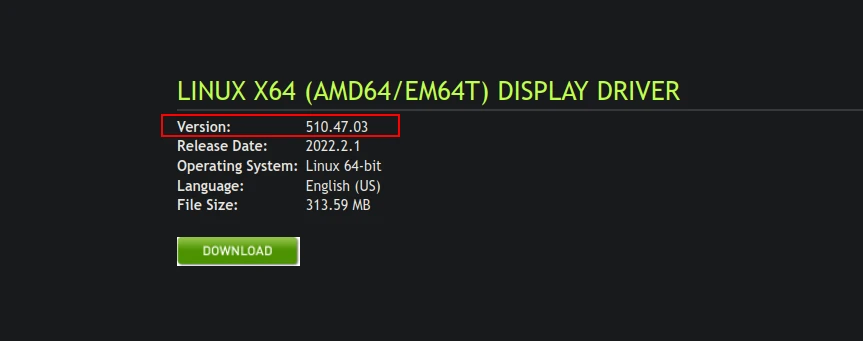 LINUX X64 (AMD64/EM64T) DISPLAY DRIVER
Version: 510.47.03
Release Date: 2022.2.1
Operating System: Linux 64-bit
Language: English (US)
File Size: 313.59 MB
DOWNLOAD